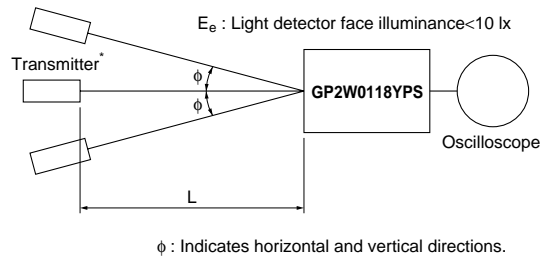 Ee : Light detector face illuminance<10 lx
Transmitter*
ϕ
ϕ
GP2W0118YPS
Oscilloscope
L
ϕ : Indicates horizontal and vertical directions.